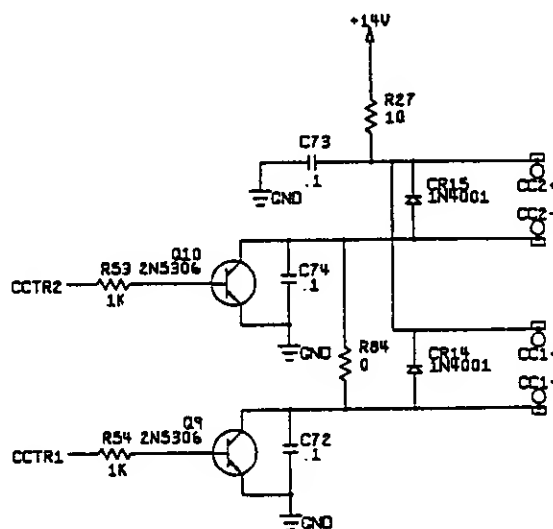 +14V
R27
10
C73
.1
GND
CR15
1N4001
CC2+
CC2-
Q10
R53 2N5306
CCTR2
1K
C74
.1
GND
R84
0
CR14
1N4001
CC1+
CC1-
Q9
R54 2N5306
CCTR1
1K
C72
.1
GND